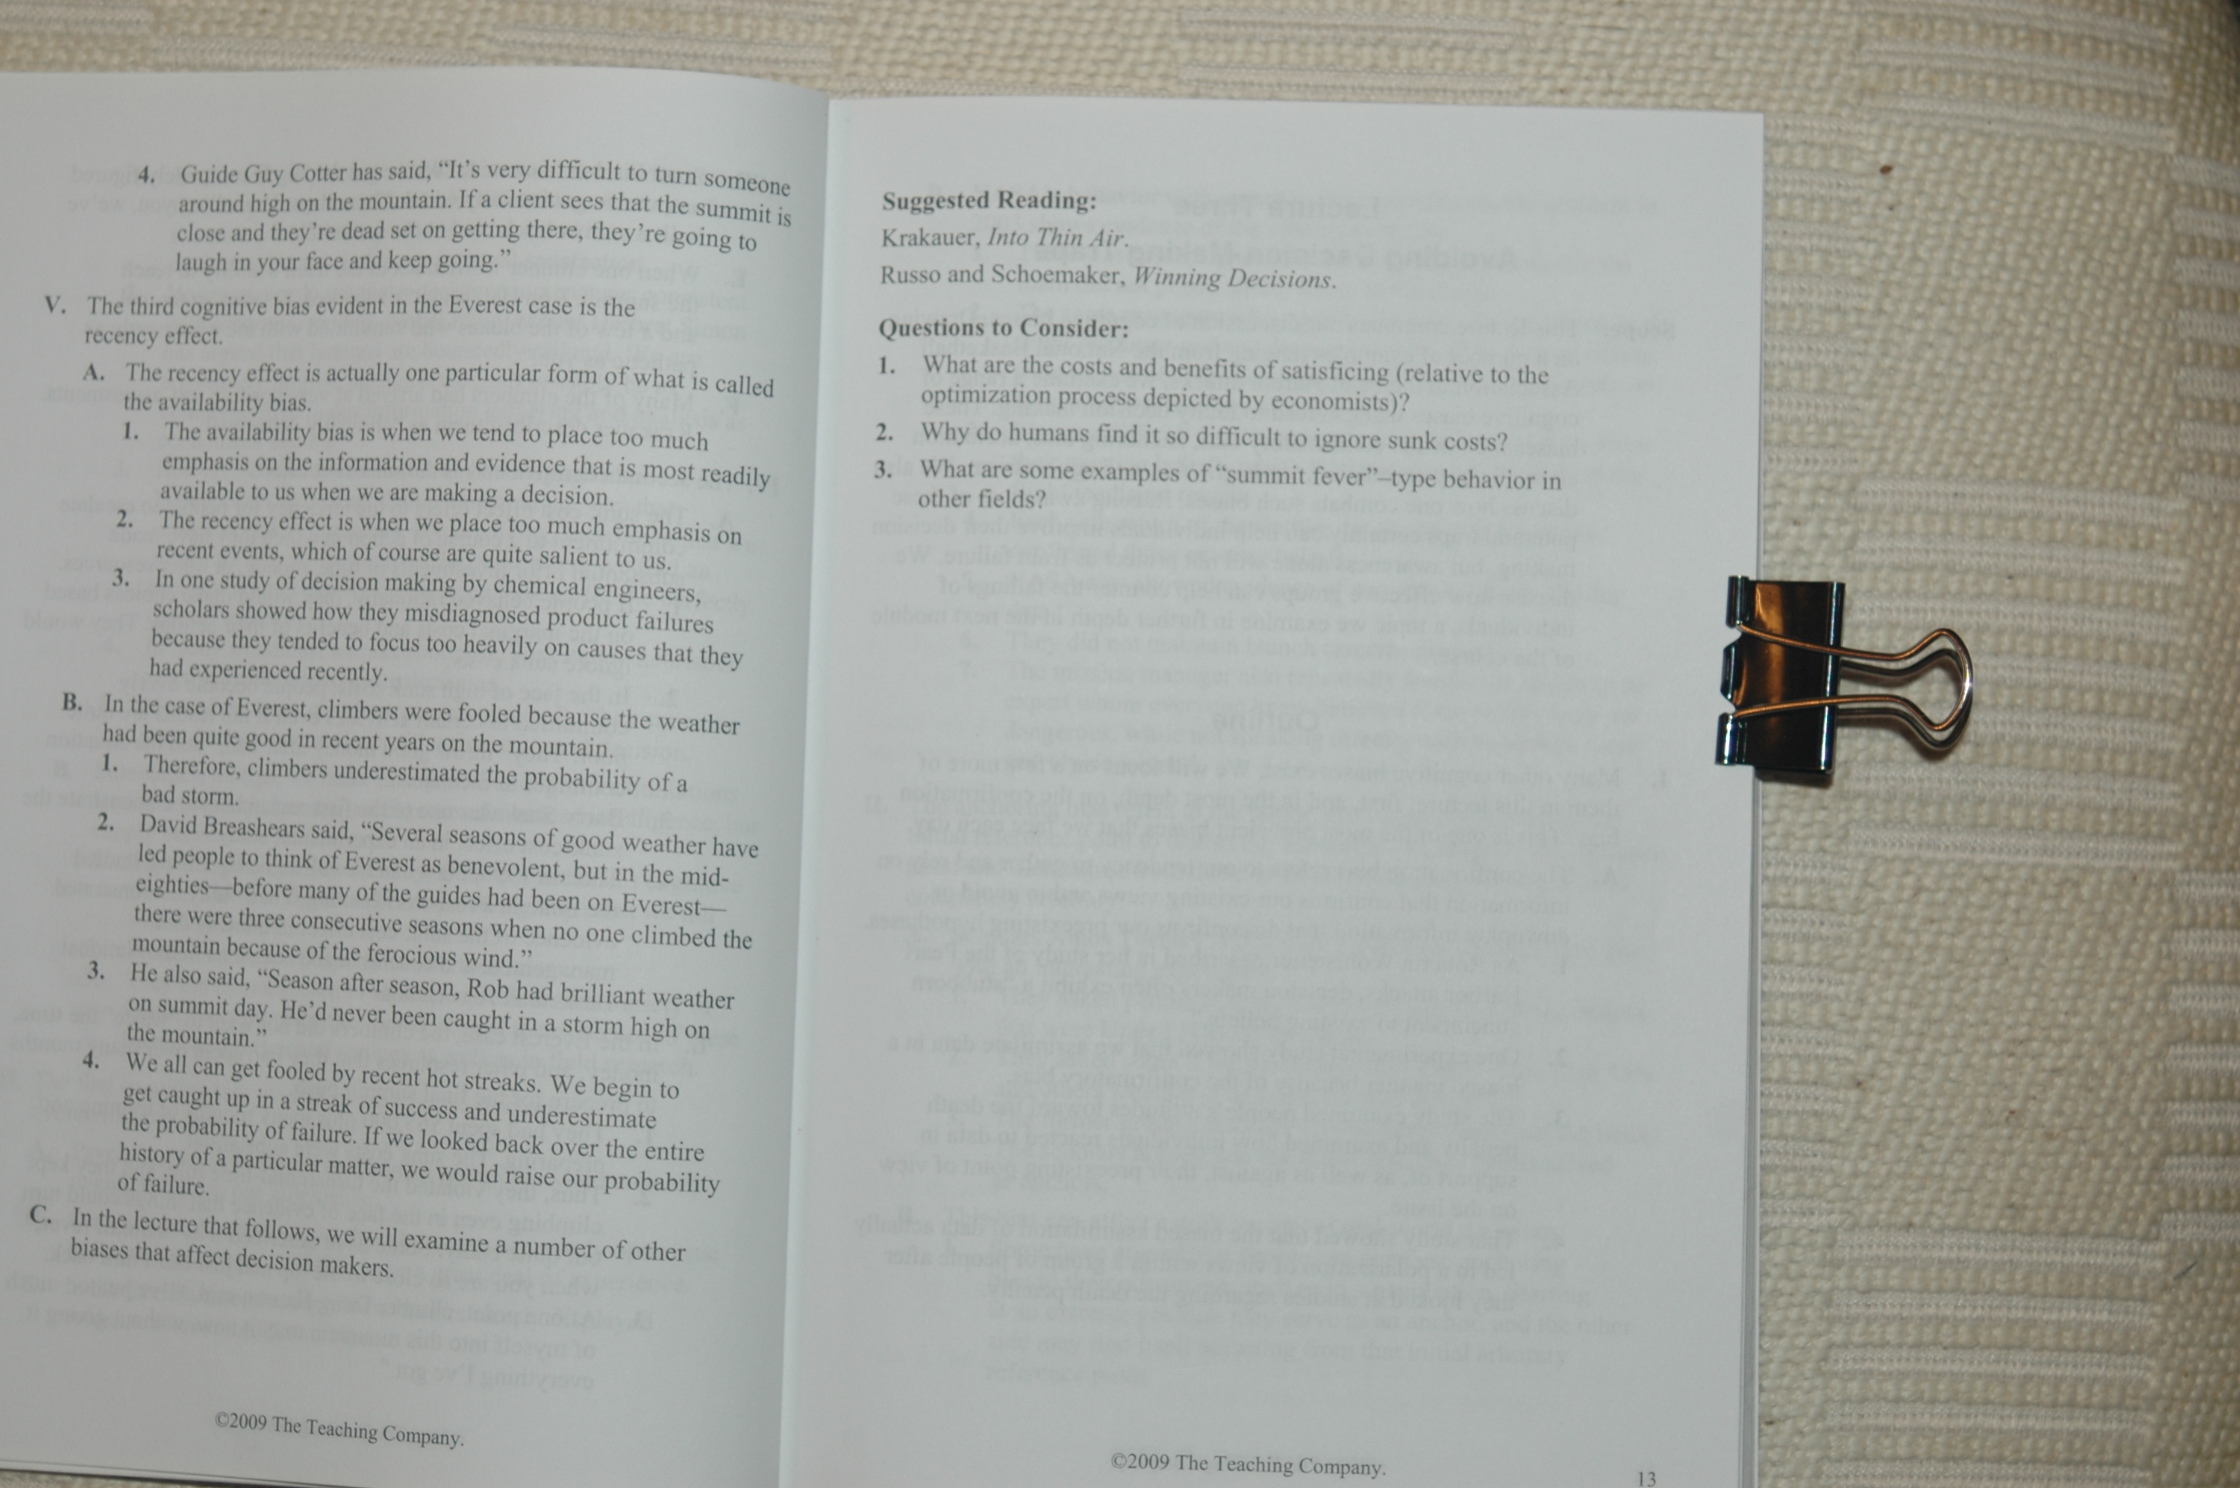 4. Guide Guy Cotter has said, “It’s very difficult to turn someone
around high on the mountain. If a client sees that the summit is
close and they’re dead set on getting there, they’re going to
laugh in your face and keep going.”
V. The third cognitive bias evident in the Everest case is the
recency effect.
A. The recency effect is actually one particular form of what is called
the availability bias.
1. The availability bias is when we tend to place too much
emphasis on the information and evidence that is most readily
available to us when we are making a decision.
2. The recency effect is when we place too much emphasis on
recent events, which of course are quite salient to us.
3. In one study of decision making by chemical engineers,
scholars showed how they misdiagnosed product failures
because they tended to focus too heavily on causes that they
had experienced recently.
B. In the case of Everest, climbers were fooled because the weather
had been quite good in recent years on the mountain.
1. Therefore, climbers underestimated the probability of a
bad storm.
2. David Breashears said, “Several seasons of good weather have
led people to think of Everest as benevolent, but in the mid-
eighties—before many of the guides had been on Everest—
there were three consecutive seasons when no one climbed the
mountain because of the ferocious wind.”
3. He also said, “Season after season, Rob had brilliant weather
on summit day. He’d never been caught in a storm high on
the mountain.”
4. We all can get fooled by recent hot streaks. We begin to
get caught up in a streak of success and underestimate
the probability of failure. If we looked back over the entire
history of a particular matter, we would raise our probability
of failure.
C. In the lecture that follows, we will examine a number of other
biases that affect decision makers.
©2009 The Teaching Company.
Suggested Reading:
Krakauer, Into Thin Air.
Russo and Schoemaker, Winning Decisions.
Questions to Consider:
1. What are the costs and benefits of satisficing (relative to the
optimization process depicted by economists)?
2. Why do humans find it so difficult to ignore sunk costs?
3. What are some examples of “summit fever”–type behavior in
other fields?
©2009 The Teaching Company.
13